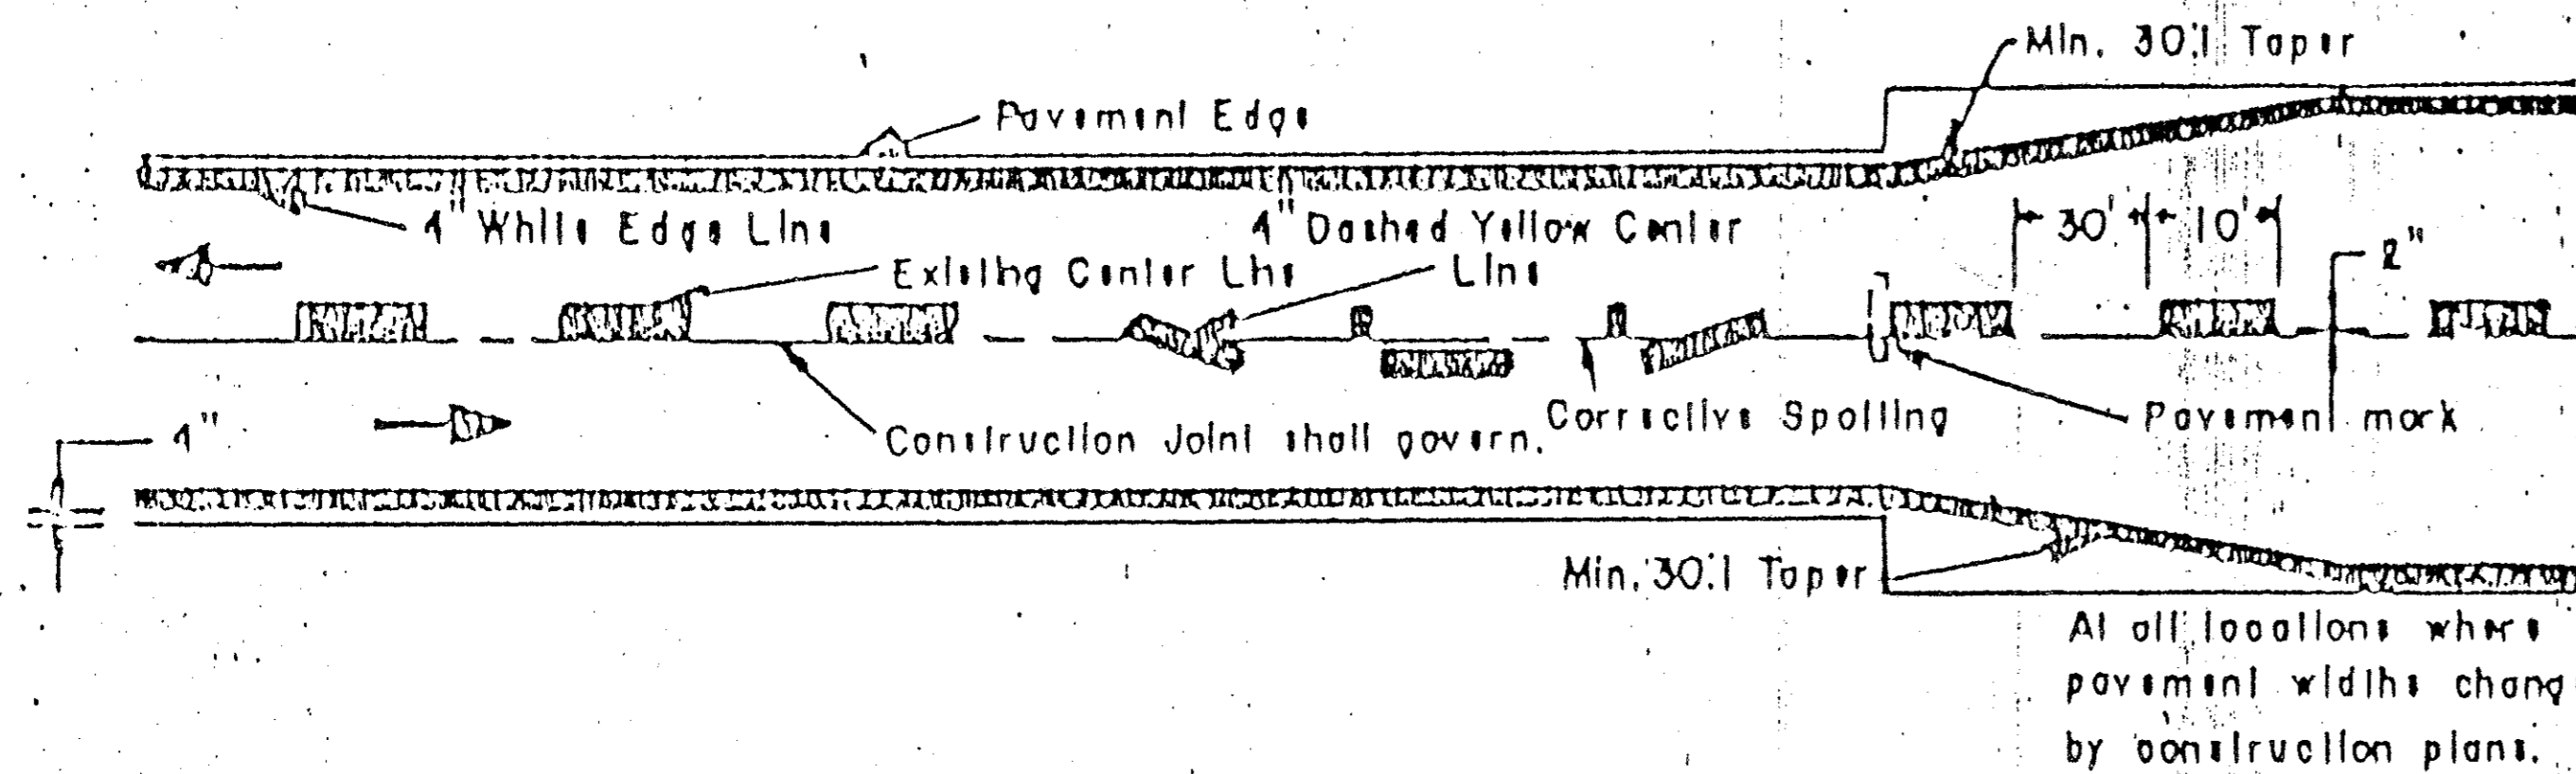 Min. 30:1 Taper
Pavement Edge
4" White Edge Line
4" Dashed Yellow Center
Line
30' 10'
2"
Existing Center Line
4"
Construction Joint shall govern.
Corrective Spotting
Pavement mark
Min. 30:1 Taper
At all locations where
pavement widths chang
by construction plans.